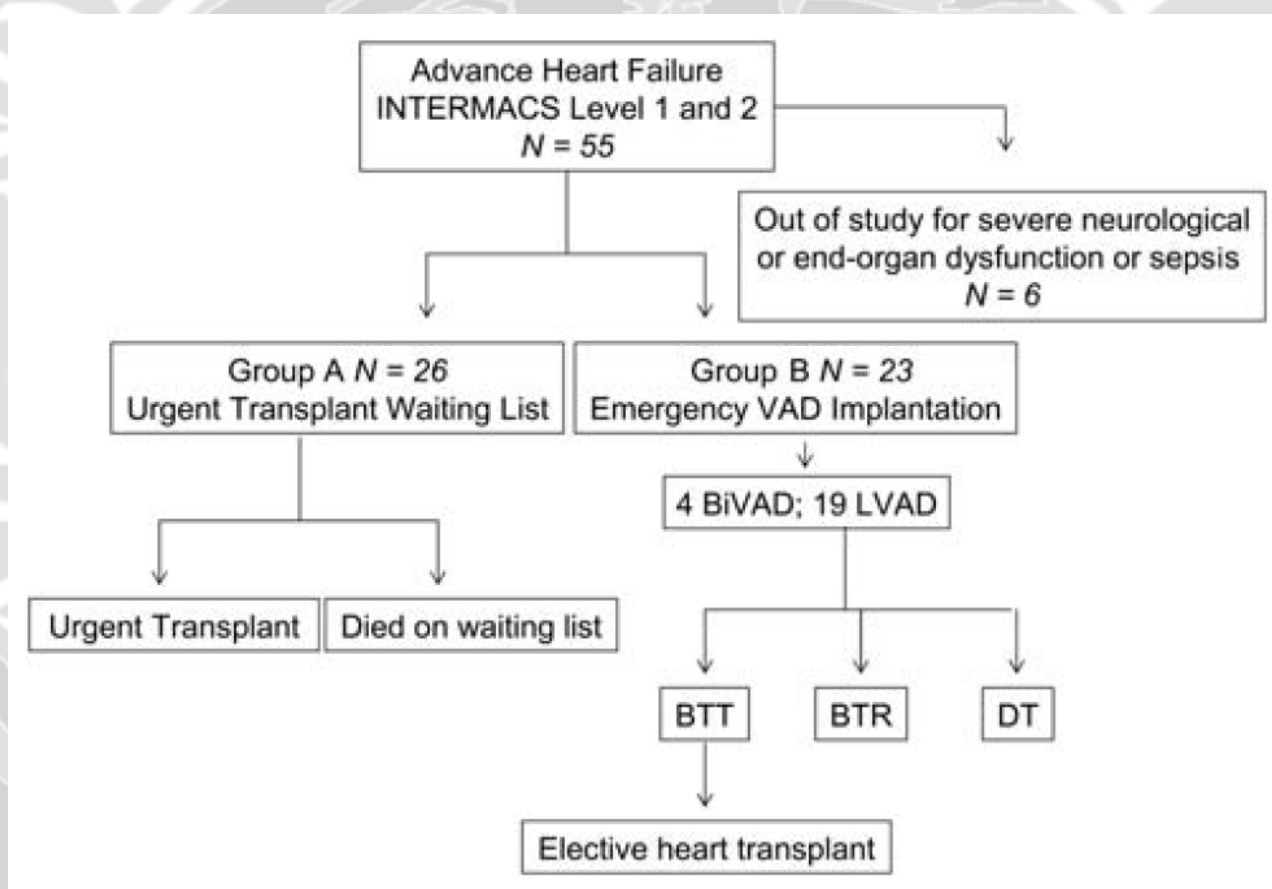 Advance Heart Failure
INTERMACS Level 1 and 2
N = 55
Out of study for severe neurological
or end-organ dysfunction or sepsis
N = 6
Group A N = 26
Urgent Transplant Waiting List
Group B N = 23
Emergency VAD Implantation
4 BiVAD; 19 LVAD
Urgent Transplant
Died on waiting list
BTT
BTR
DT
Elective heart transplant